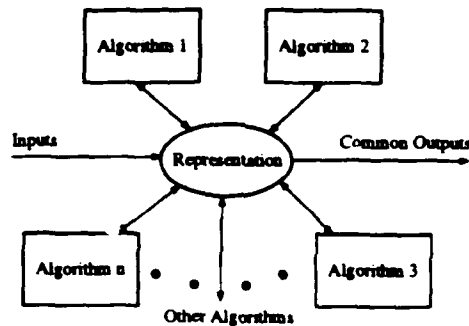 Algorithm 1
Algorithm 2
Inputs
Common Outputs
Representation
Algorithm n
Algorithm 3
Other Algorithms